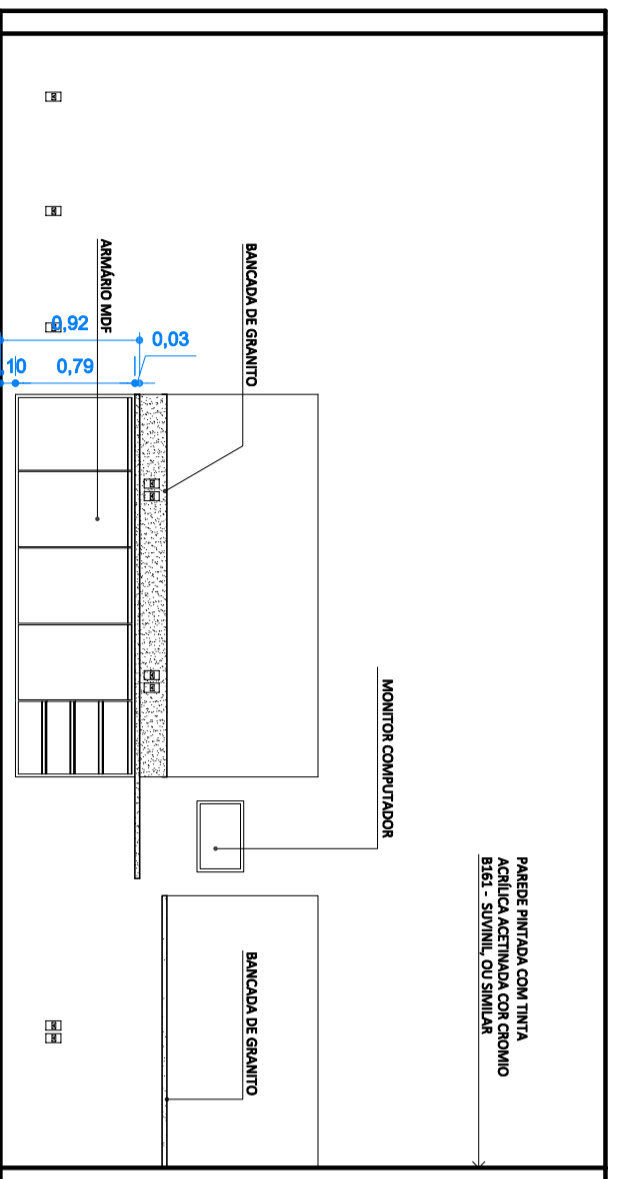 ARMÁRIO MDF
BANCADA DE GRANITO
0,92
0,03
10
0,79
MONITOR COMPUTADOR
PAREDE PINTADA COM TINTA
ACRÍLICA ACETINADA COR CROMIO
B161 - SUVINIL, OU SIMILAR
BANCADA DE GRANITO